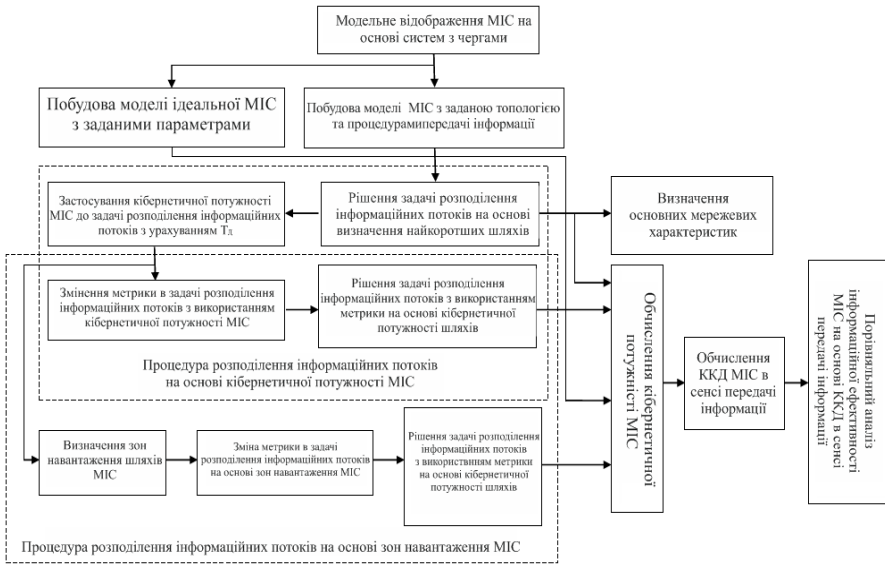 Модельне відображення МІС на
основі систем з чергами
Побудова моделі ідеальної МІС
з заданими параметрами
Побудова моделі МІС з заданою топологією
та процедурамипередачі інформації
Застосування кібернетичної потужності
МІС до задачі розподілення інформаційних
потоків з урахуванням Тд
Рішення задачі розподілення
інформаційних потоків на основі
визначення найкоротших шляхів
Визначення
основних мережевих
характеристик
Змінення метрики в задачі розподілення
інформаційних потоків з використанням
кібернетичної потужності МІС
Рішення задачі розподілення
інформаційних потоків з використанням
метрики на основі кібернетичної
потужності шляхів
Процедура розподілення інформаційних потоків
на основі кібернетичної потужності МІС
Визначення зон
навантаження шляхів
МІС
Зміна метрики в задачі
розподілення інформаційних потоків
на основі зон навантаження МІС
Рішення задачі розподілення
інформаційних потоків
з використвиням метрики
на основі кібернетичної
потужності шляхів
Процедура розподілення інформаційних потоків на основі зон навантаження МІС
Обчислення кібернетичної
потужністі МІС
Обчислення
ККД МІС в
сенсі передачі
інформації
Порівняльний аналіз
інформаційної ефективності
МІС на основі ККД в сенсі
передачі інформації